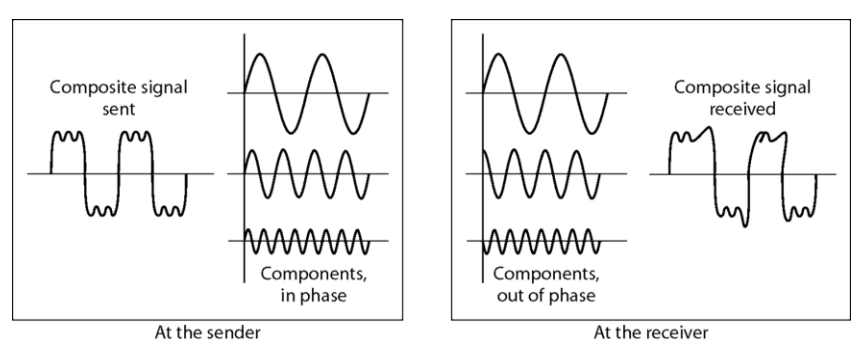 Composite signal
sent
Components,
in phase
At the sender
Composite signal
received
Components,
out of phase
At the receiver